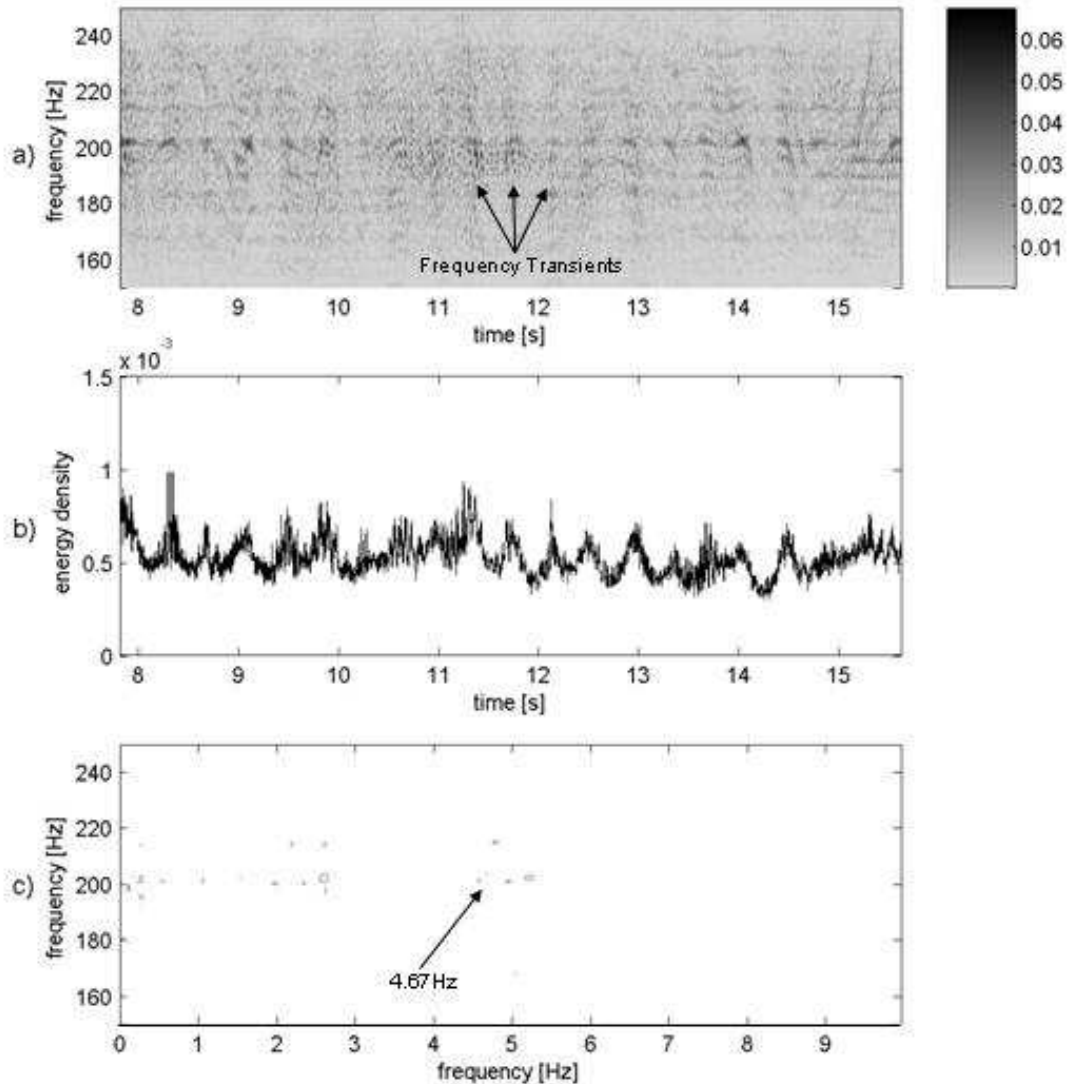 a)
frequency [Hz]
240
220
200
180
160
Frequency Transients
8 9 10 11 12 13 14 15
time [s]
0.06
0.05
0.04
0.03
0.02
0.01
b)
x 10^-3
energy density
1.5
1
0.5
0
8 9 10 11 12 13 14 15
time [s]
c)
frequency [Hz]
240
220
200
180
160
4.67Hz
0 1 2 3 4 5 6 7 8 9
frequency [Hz]